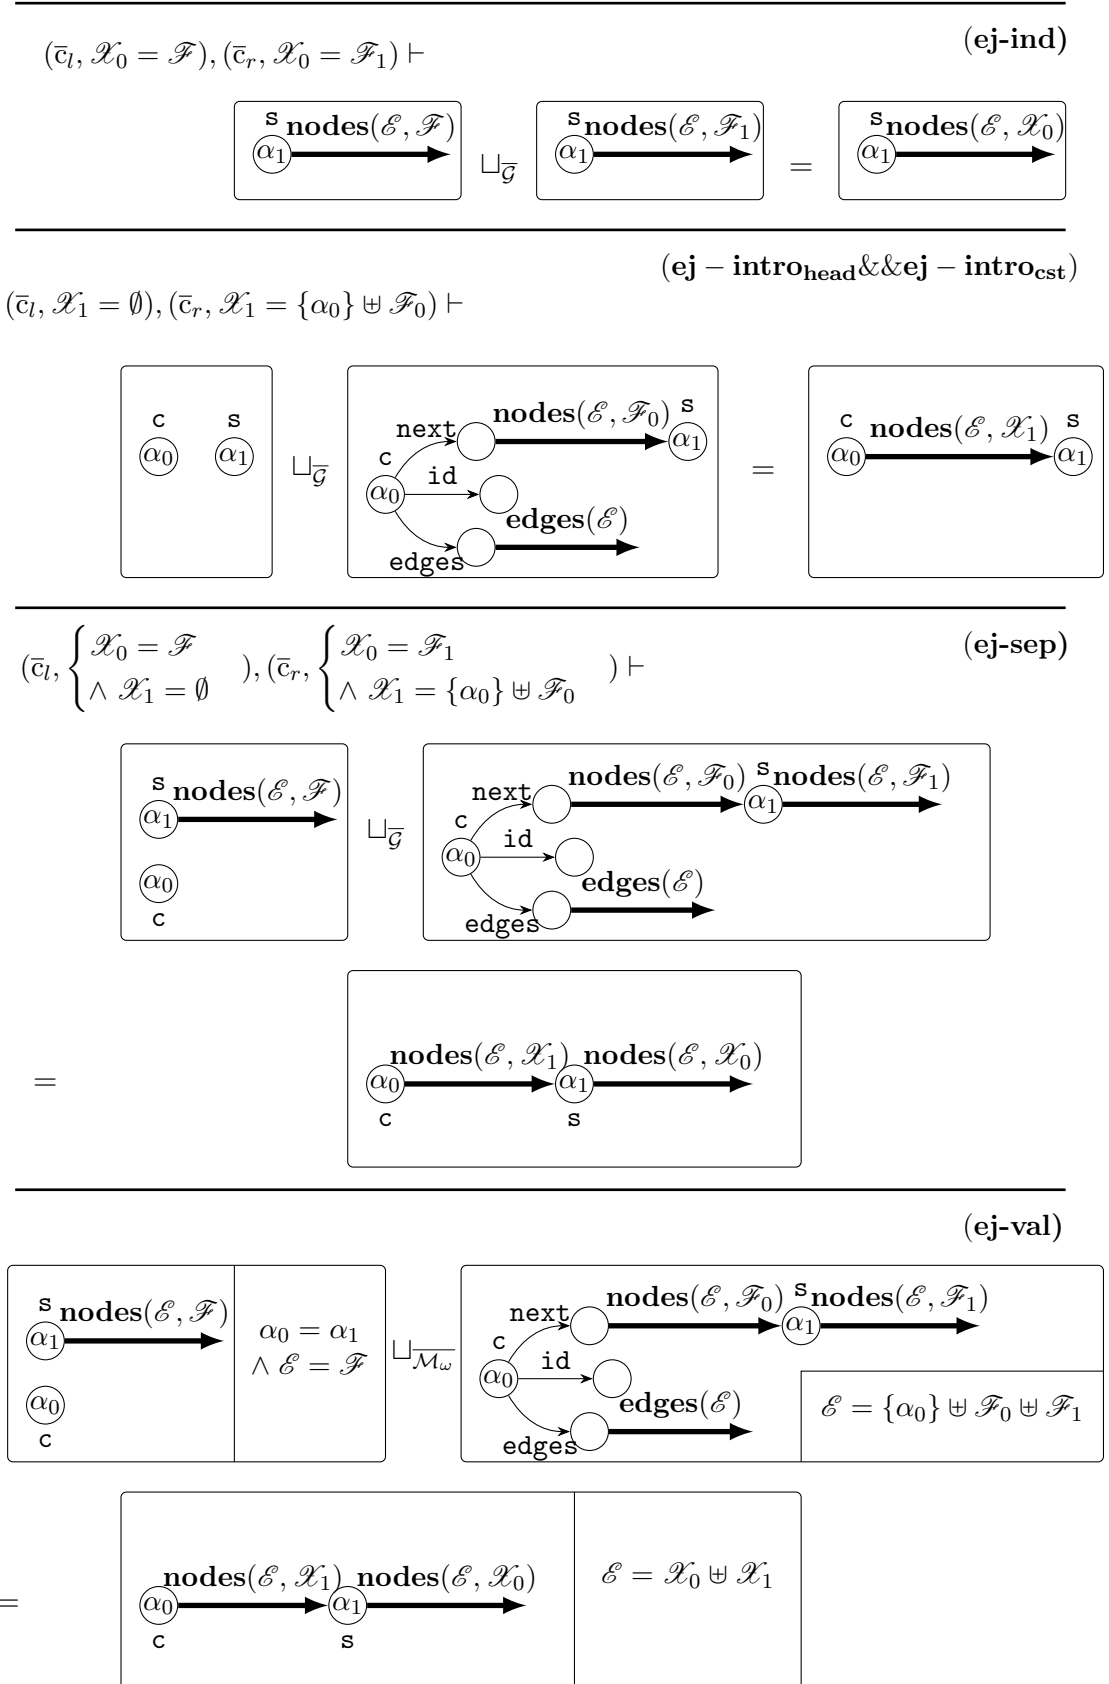 (ej-ind)
(c̅_l, 𝒳_0 = ℱ), (c̅_r, 𝒳_0 = ℱ_1) ⊢
s nodes(ℰ, ℱ) s nodes(ℰ, ℱ_1) s nodes(ℰ, 𝒳_0)
α_1 ⊔_𝒢̅ α_1 = α_1
(ej − intro_head&&ej − intro_cst)
(c̅_l, 𝒳_1 = ∅), (c̅_r, 𝒳_1 = {α_0} ⊎ ℱ_0) ⊢
c s next nodes(ℰ, ℱ_0) s c nodes(ℰ, 𝒳_1) s
α_0 α_1 ⊔_𝒢̅ c α_1 = α_0 α_1
α_0 id
edges(ℰ)
edges
(ej-sep)
(c̅_l, { 𝒳_0 = ℱ ), (c̅_r, { 𝒳_0 = ℱ_1 ) ⊢
∧ 𝒳_1 = ∅ ∧ 𝒳_1 = {α_0} ⊎ ℱ_0
s nodes(ℰ, ℱ) next nodes(ℰ, ℱ_0) s nodes(ℰ, ℱ_1)
α_1 ⊔_𝒢̅ c α_1
α_0 α_0 id
c edges(ℰ)
edges
nodes(ℰ, 𝒳_1) nodes(ℰ, 𝒳_0)
= α_0 α_1
c s
(ej-val)
s nodes(ℰ, ℱ) next nodes(ℰ, ℱ_0) s nodes(ℰ, ℱ_1)
α_1 α_0 = α_1 ⊔_ℳ_ω̅ c α_1
∧ ℰ = ℱ α_0 id
α_0 edges(ℰ) ℰ = {α_0} ⊎ ℱ_0 ⊎ ℱ_1
c edges
nodes(ℰ, 𝒳_1) nodes(ℰ, 𝒳_0) ℰ = 𝒳_0 ⊎ 𝒳_1
= α_0 α_1
c s